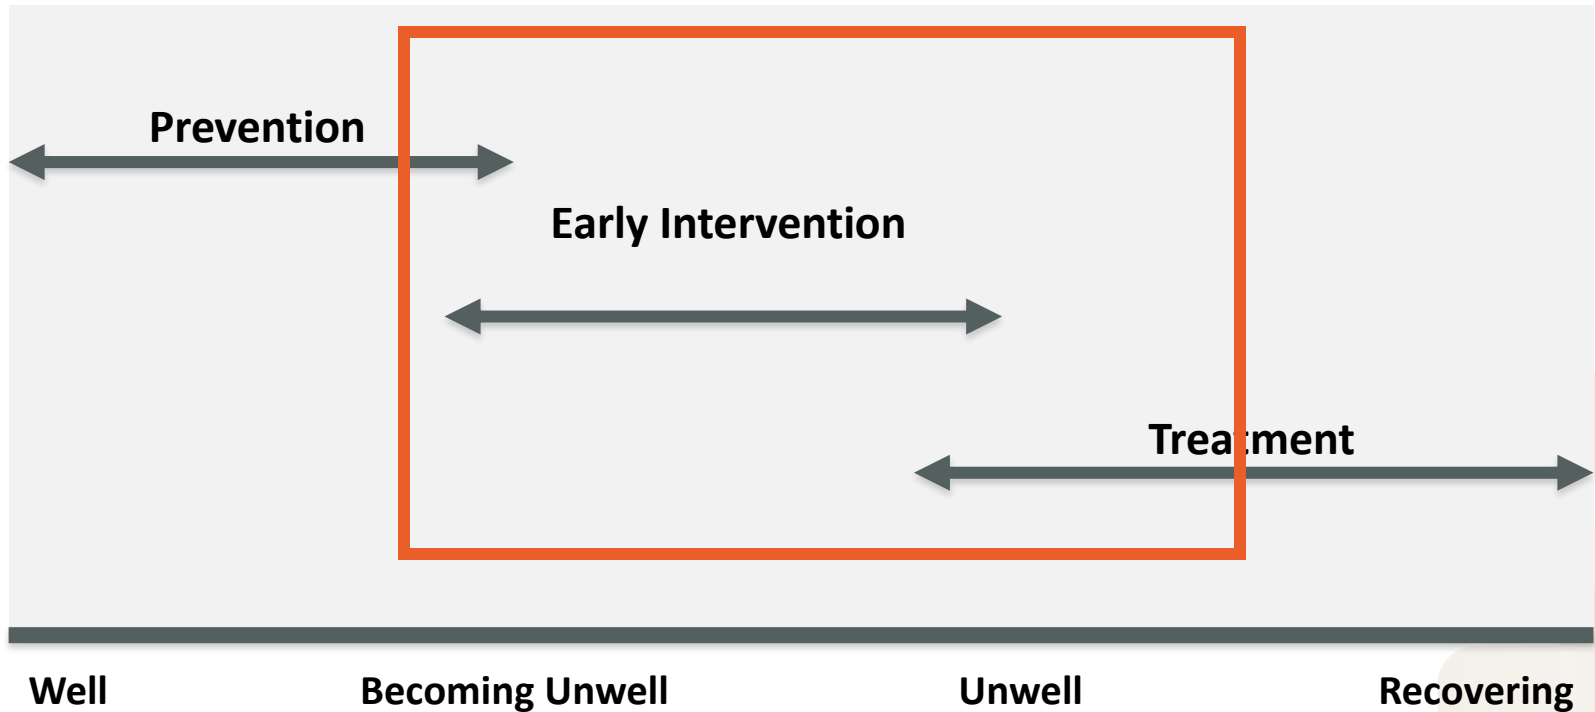 Prevention
Early Intervention
Treatment
Well Becoming Unwell Unwell Recovering